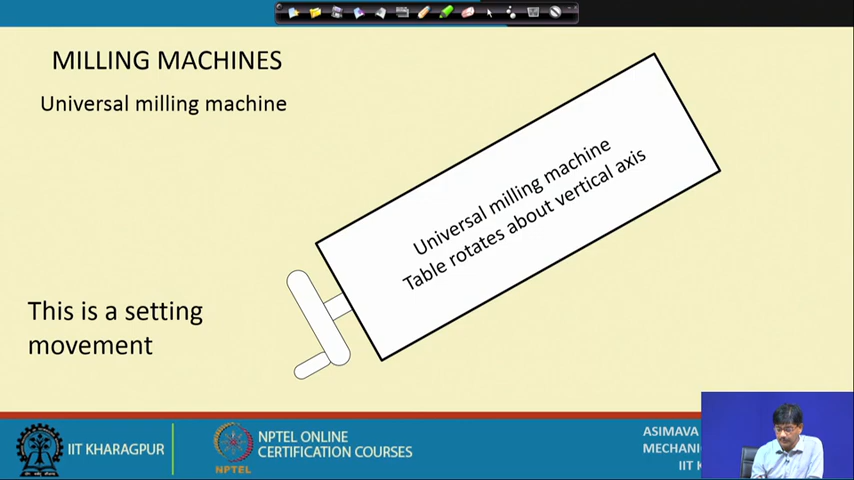 MILLING MACHINES
Universal milling machine
Universal milling machine
Table rotates about vertical axis
This is a setting
movement
IIT KHARAGPUR
NPTEL
NPTEL ONLINE
CERTIFICATION COURSES
ASIMAVA
MECHANI
IIT K